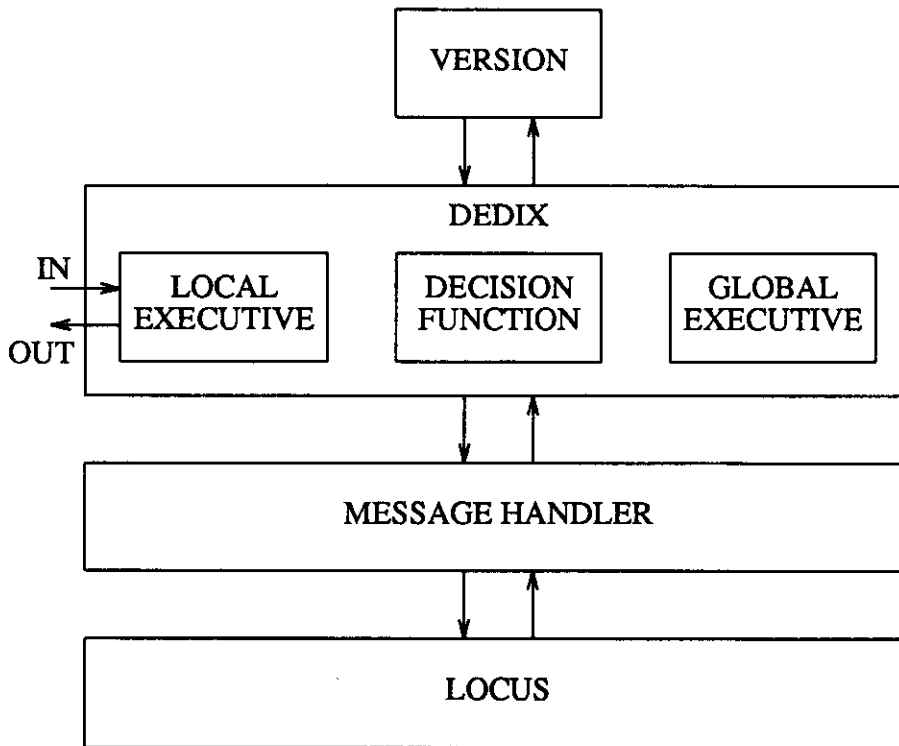 VERSION
DEDIX
IN
OUT
LOCAL
EXECUTIVE
DECISION
FUNCTION
GLOBAL
EXECUTIVE
MESSAGE HANDLER
LOCUS